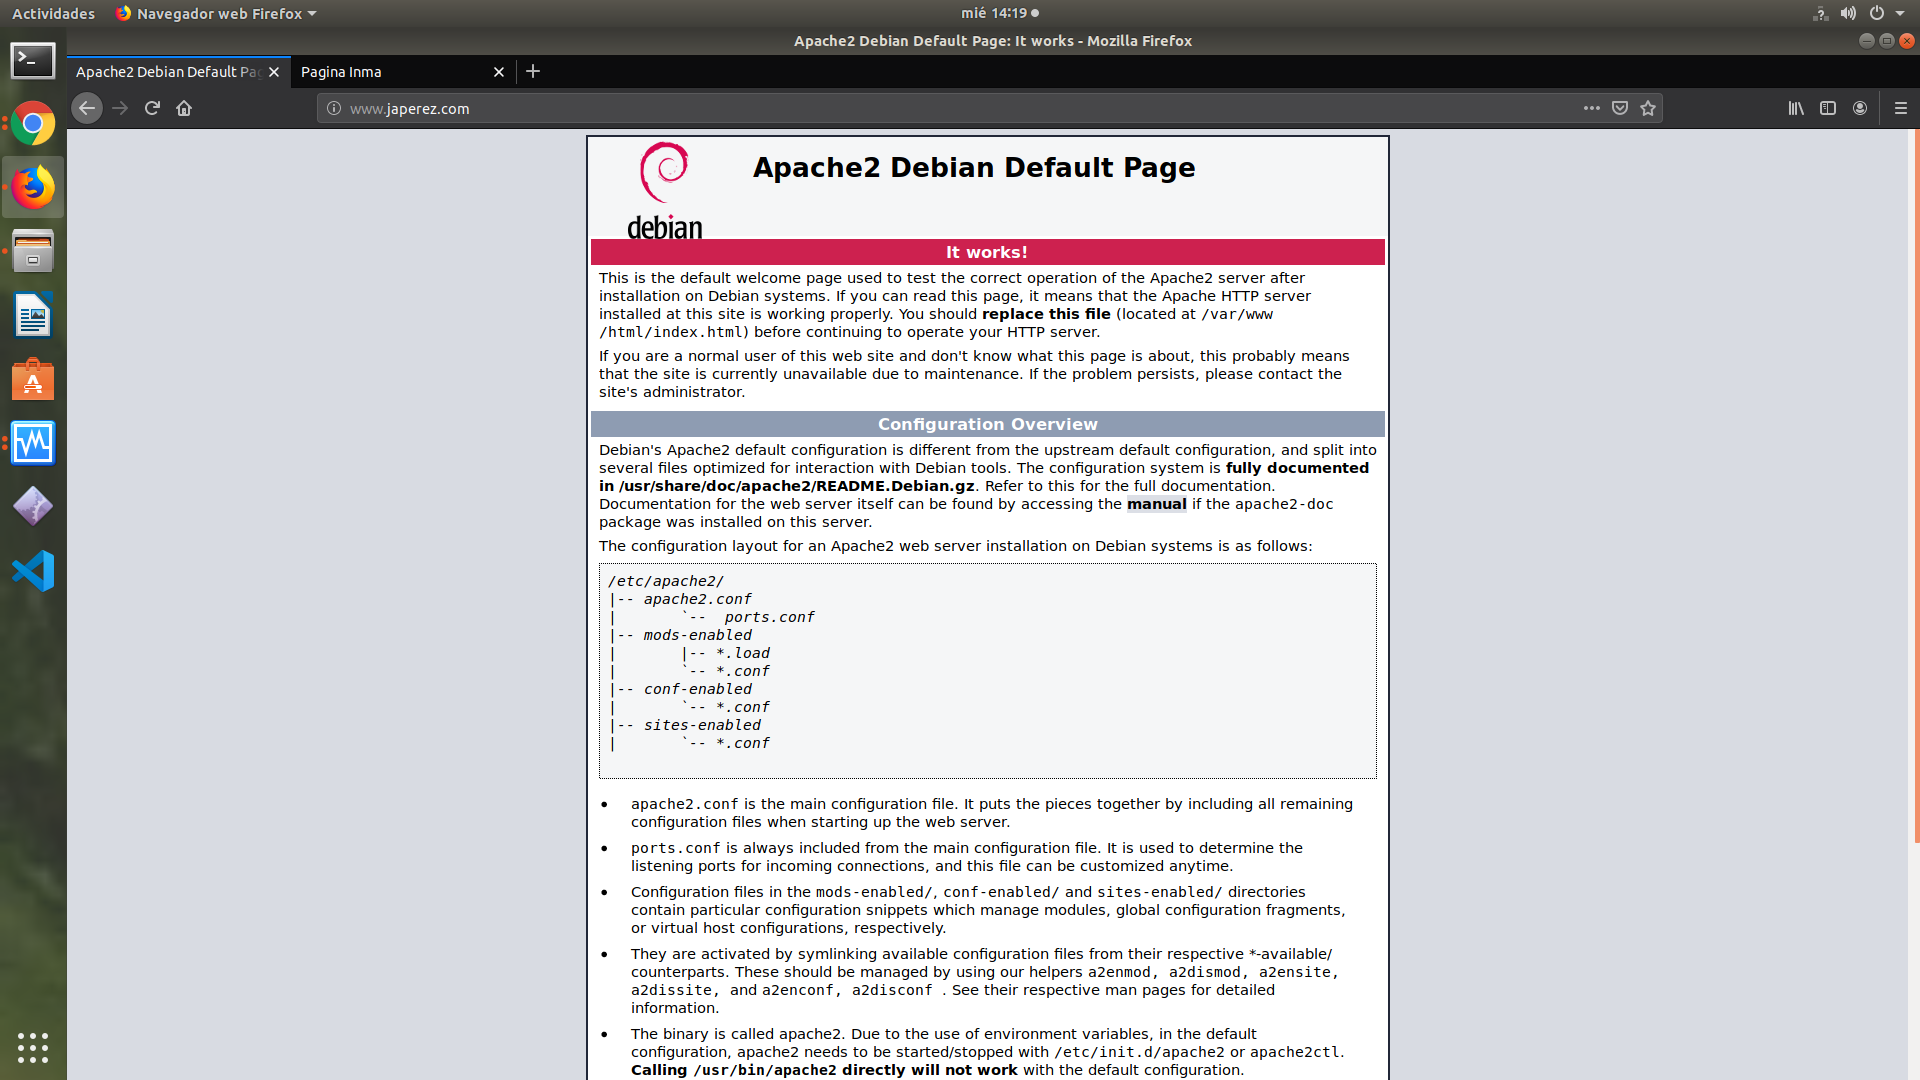 Actividades
Navegador web Firefox
mié 14:19
Apache2 Debian Default Page: It works - Mozilla Firefox
Apache2 Debian Default Pag
Pagina Inma
www.japerez.com
debian
Apache2 Debian Default Page
It works!
This is the default welcome page used to test the correct operation of the Apache2 server after
installation on Debian systems. If you can read this page, it means that the Apache HTTP server
installed at this site is working properly. You should replace this file (located at /var/www
/html/index.html) before continuing to operate your HTTP server.
If you are a normal user of this web site and don't know what this page is about, this probably means
that the site is currently unavailable due to maintenance. If the problem persists, please contact the
site's administrator.
Configuration Overview
Debian's Apache2 default configuration is different from the upstream default configuration, and split into
several files optimized for interaction with Debian tools. The configuration system is fully documented
in /usr/share/doc/apache2/README.Debian.gz. Refer to this for the full documentation.
Documentation for the web server itself can be found by accessing the manual if the apache2-doc
package was installed on this server.
The configuration layout for an Apache2 web server installation on Debian systems is as follows:
/etc/apache2/
|-- apache2.conf
|       `--  ports.conf
|-- mods-enabled
|       |-- *.load
|       `-- *.conf
|-- conf-enabled
|       `-- *.conf
|-- sites-enabled
|       `-- *.conf
• apache2.conf is the main configuration file. It puts the pieces together by including all remaining
configuration files when starting up the web server.
• ports.conf is always included from the main configuration file. It is used to determine the
listening ports for incoming connections, and this file can be customized anytime.
• Configuration files in the mods-enabled/, conf-enabled/ and sites-enabled/ directories
contain particular configuration snippets which manage modules, global configuration fragments,
or virtual host configurations, respectively.
• They are activated by symlinking available configuration files from their respective *-available/
counterparts. These should be managed by using our helpers a2enmod, a2dismod, a2ensite,
a2dissite, and a2enconf, a2disconf . See their respective man pages for detailed
information.
• The binary is called apache2. Due to the use of environment variables, in the default
configuration, apache2 needs to be started/stopped with /etc/init.d/apache2 or apache2ctl.
Calling /usr/bin/apache2 directly will not work with the default configuration.